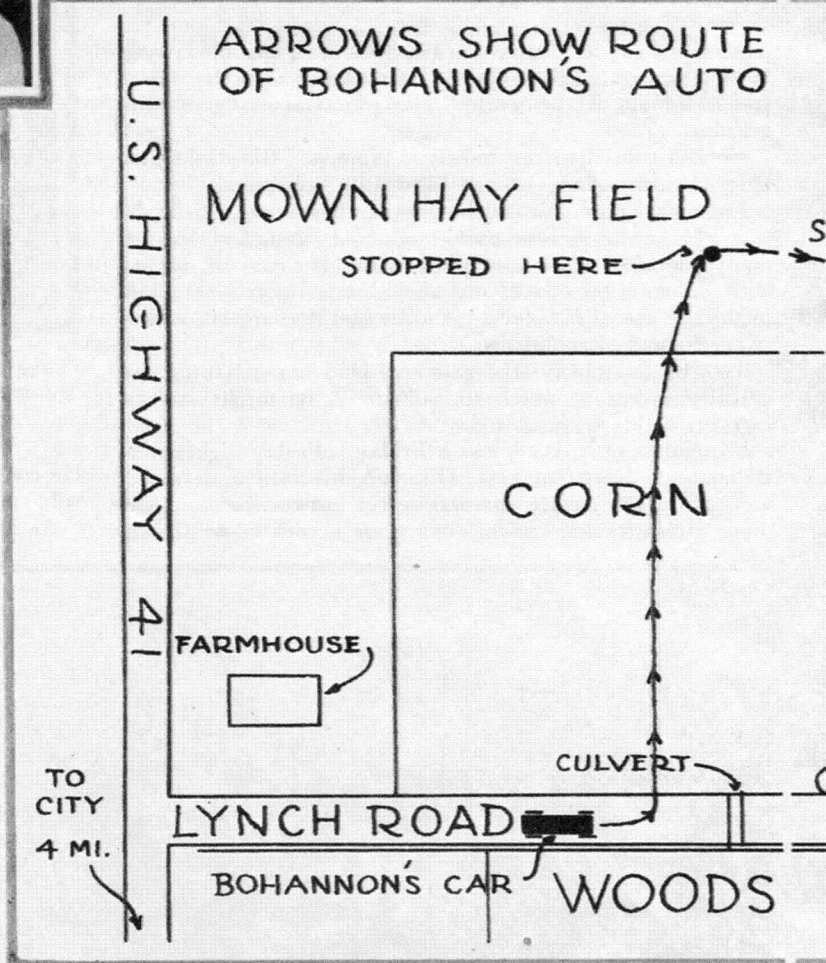 ARROWS SHOW ROUTE
OF BOHANNON'S AUTO
U.S. HIGHWAY 41
MOWN HAY FIELD
S
STOPPED HERE
CORN
FARMHOUSE
CULVERT
TO
CITY
4 MI.
LYNCH ROAD
BOHANNON'S CAR
WOODS